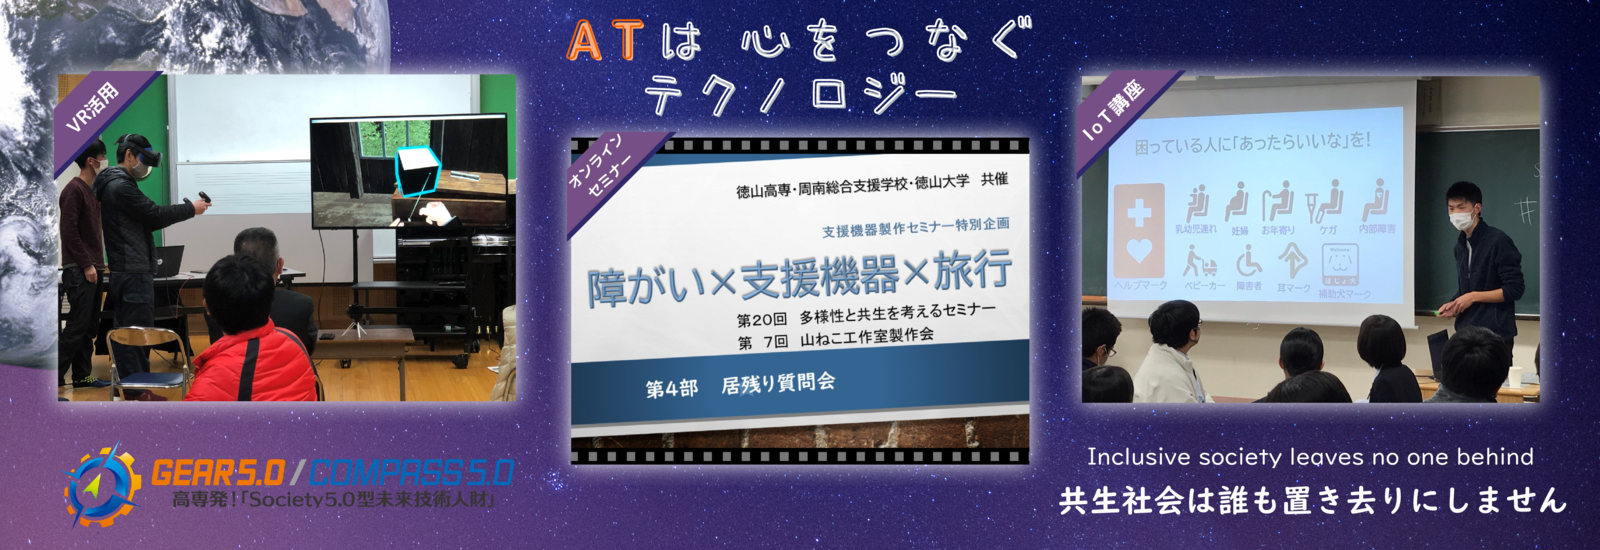 ATは 心をつなぐ
テクノロジー
VR活用
オンライン
セミナー
徳山高専・周南総合支援学校・徳山大学 共催
支援機器製作セミナー特別企画
障がい×支援機器×旅行
第20回 多様性と共生を考えるセミナー
第 7回 山ねこ工作室製作会
第4部 居残り質問会
IoT講座
困っている人に「あったらいいな」を!
乳幼児連れ 妊婦 お年寄り ケガ 内部障害
ヘルプマーク ベビーカー 障害者 耳マーク 補助犬マーク
Welcome!
ほじょ犬
GEAR5.0/COMPASS5.0
高専発!「Society5.0型未来技術人財」
Inclusive society leaves no one behind
共生社会は誰も置き去りにしません